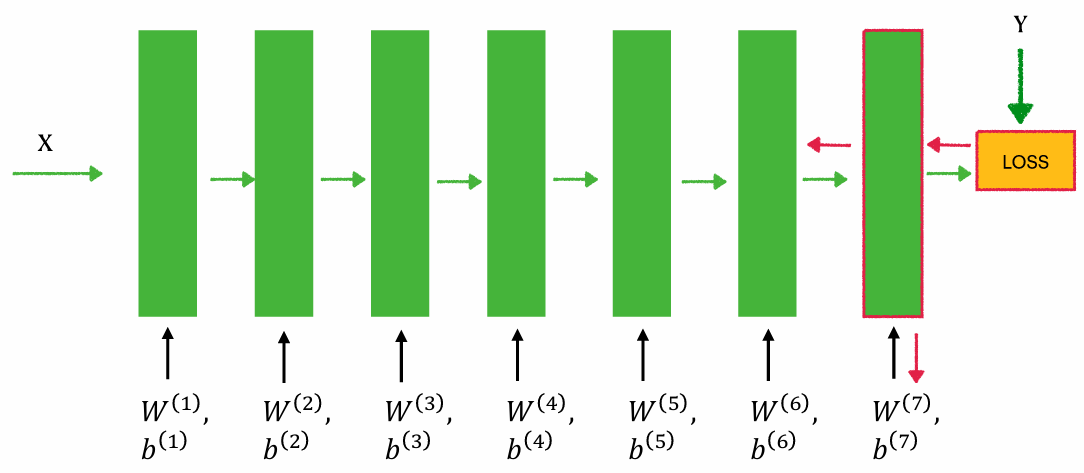 Y
X
LOSS
W^(1), W^(2), W^(3), W^(4), W^(5), W^(6), W^(7),
b^(1) b^(2) b^(3) b^(4) b^(5) b^(6) b^(7)